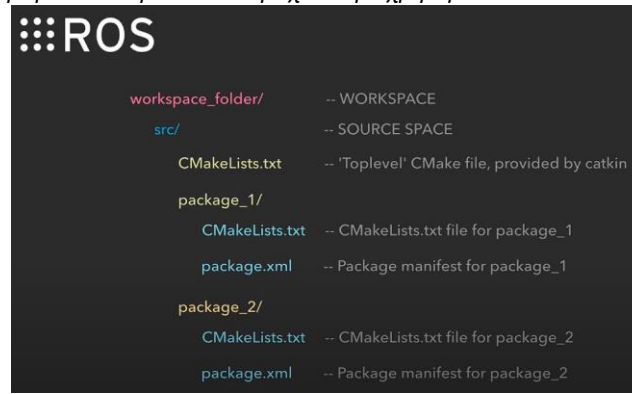 ROS
workspace_folder/ -- WORKSPACE
src/ -- SOURCE SPACE
CMakeLists.txt -- 'Toplevel' CMake file, provided by catkin
package_1/
CMakeLists.txt -- CMakeLists.txt file for package_1
package.xml -- Package manifest for package_1
package_2/
CMakeLists.txt -- CMakeLists.txt file for package_2
package.xml -- Package manifest for package_2